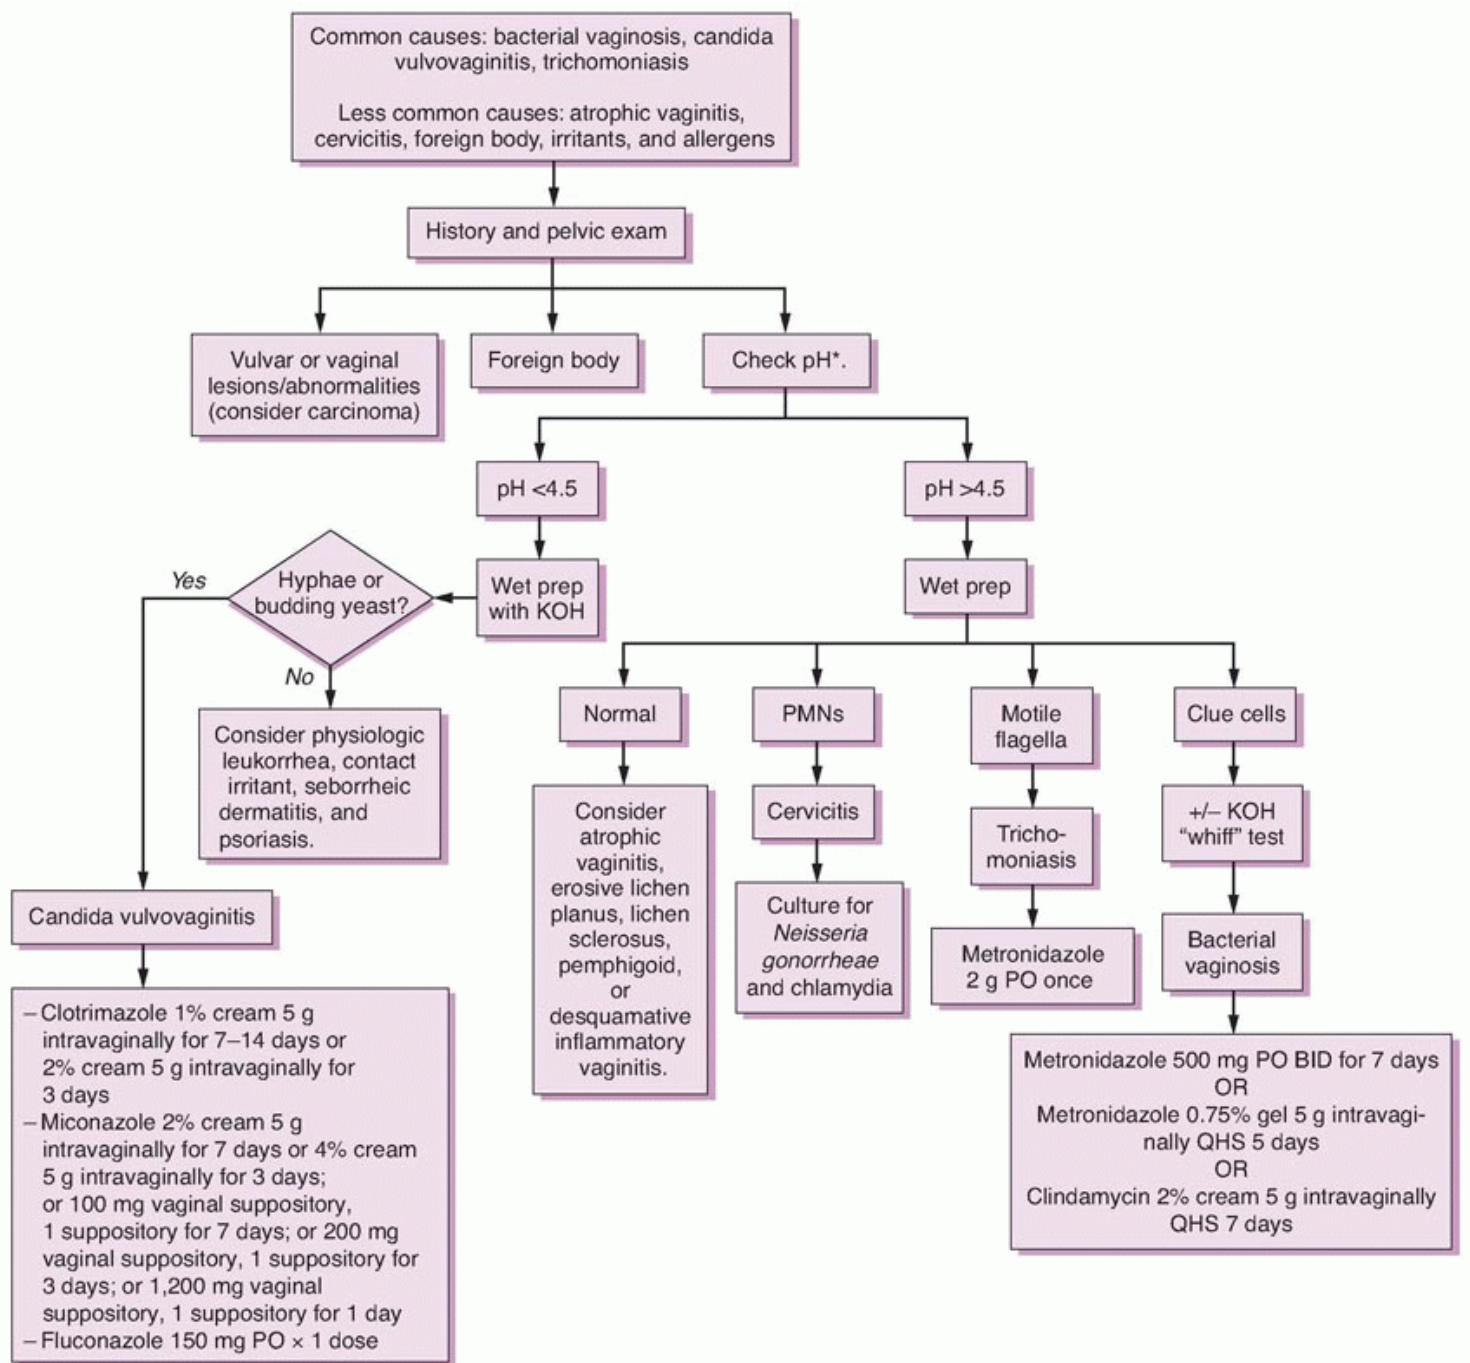 Common causes: bacterial vaginosis, candida
vulvovaginitis, trichomoniasis
Less common causes: atrophic vaginitis,
cervicitis, foreign body, irritants, and allergens
History and pelvic exam
Vulvar or vaginal
lesions/abnormalities
(consider carcinoma)
Foreign body
Check pH*.
pH <4.5
pH >4.5
Yes
Hyphae or
budding yeast?
Wet prep
with KOH
Wet prep
No
Consider physiologic
leukorrhea, contact
irritant, seborrheic
dermatitis, and
psoriasis.
Normal
PMNs
Motile
flagella
Clue cells
Consider
atrophic
vaginitis,
erosive lichen
planus, lichen
sclerosus,
pemphigoid,
or
desquamative
inflammatory
vaginitis.
Cervicitis
Culture for
Neisseria
gonorrheae
and chlamydia
Tricho-
moniasis
Metronidazole
2 g PO once
+/– KOH
“whiff” test
Bacterial
vaginosis
Metronidazole 500 mg PO BID for 7 days
OR
Metronidazole 0.75% gel 5 g intravagi-
nally QHS 5 days
OR
Clindamycin 2% cream 5 g intravaginally
QHS 7 days
Candida vulvovaginitis
– Clotrimazole 1% cream 5 g
intravaginally for 7–14 days or
2% cream 5 g intravaginally for
3 days
– Miconazole 2% cream 5 g
intravaginally for 7 days or 4% cream
5 g intravaginally for 3 days;
or 100 mg vaginal suppository,
1 suppository for 7 days; or 200 mg
vaginal suppository, 1 suppository for
3 days; or 1,200 mg vaginal
suppository, 1 suppository for 1 day
– Fluconazole 150 mg PO × 1 dose